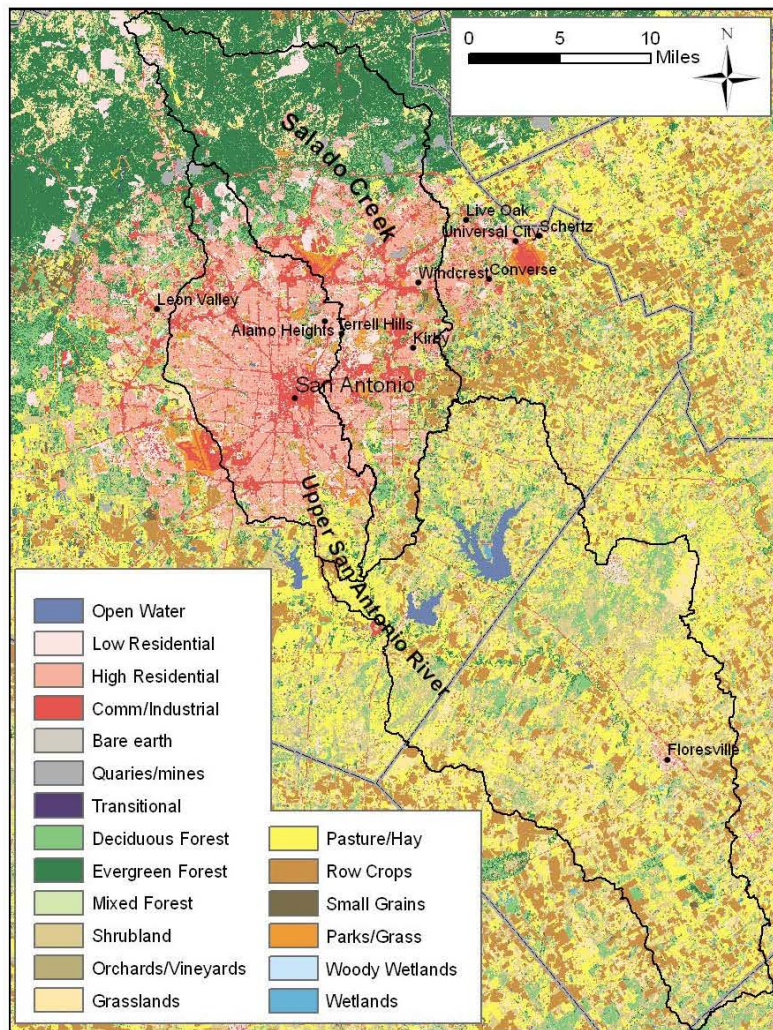 N
0 5 10
Miles
Salado Creek
Live Oak
Universal City
Schertz
Windcrest
Converse
Leon Valley
Alamo Heights
Terrell Hills
Kirby
San Antonio
Upper San Antonio River
Floresville
Open Water
Low Residential
High Residential
Comm/Industrial
Bare earth
Quaries/mines
Transitional
Deciduous Forest
Evergreen Forest
Mixed Forest
Shrubland
Orchards/Vineyards
Grasslands
Pasture/Hay
Row Crops
Small Grains
Parks/Grass
Woody Wetlands
Wetlands